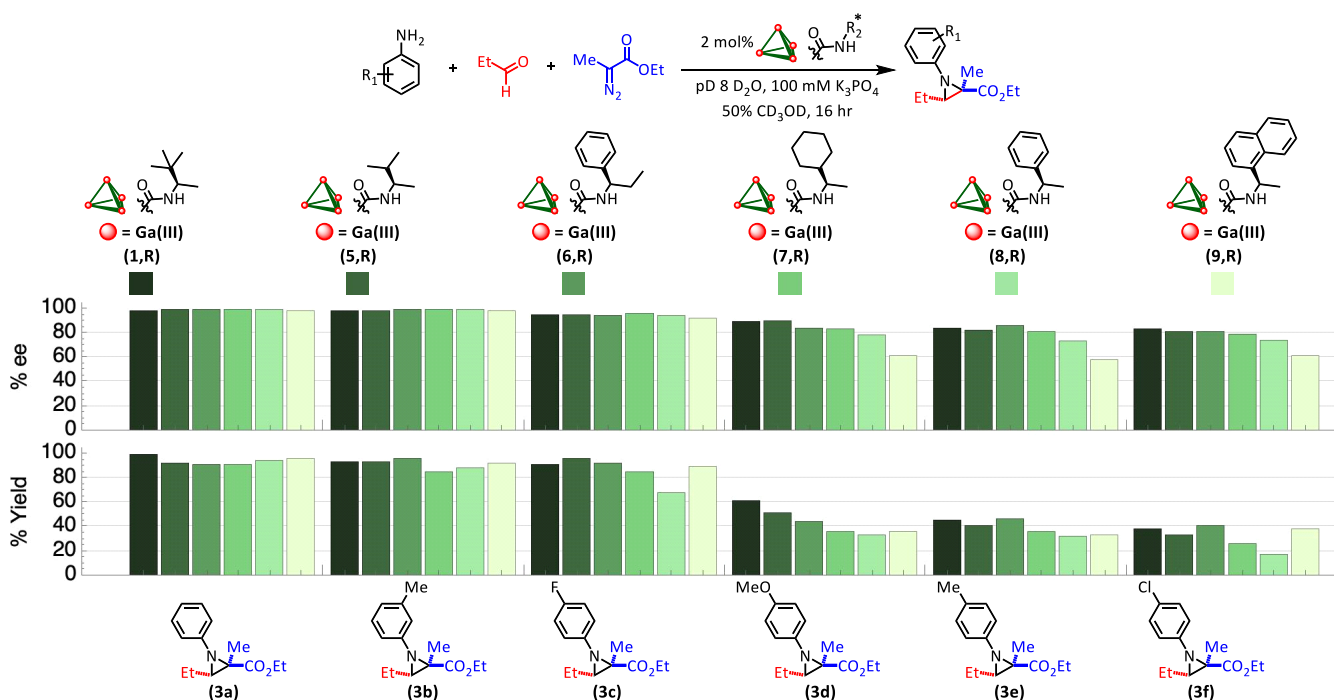 NH2
R1
+
Et
O
H
+
Me
O
OEt
N2
2 mol%
O
NH
R2*
pD 8 D2O, 100 mM K3PO4
50% CD3OD, 16 hr
R1
N
Me
Et
CO2Et
O
NH
O
NH
O
NH
O
NH
O
NH
O
NH
= Ga(III)
= Ga(III)
= Ga(III)
= Ga(III)
= Ga(III)
= Ga(III)
(1,R)
(5,R)
(6,R)
(7,R)
(8,R)
(9,R)
% ee
100
80
60
40
20
0
% Yield
100
80
60
40
20
0
N
Me
Et
CO2Et
(3a)
Me
N
Me
Et
CO2Et
(3b)
F
N
Me
Et
CO2Et
(3c)
MeO
N
Me
Et
CO2Et
(3d)
Me
N
Me
Et
CO2Et
(3e)
Cl
N
Me
Et
CO2Et
(3f)